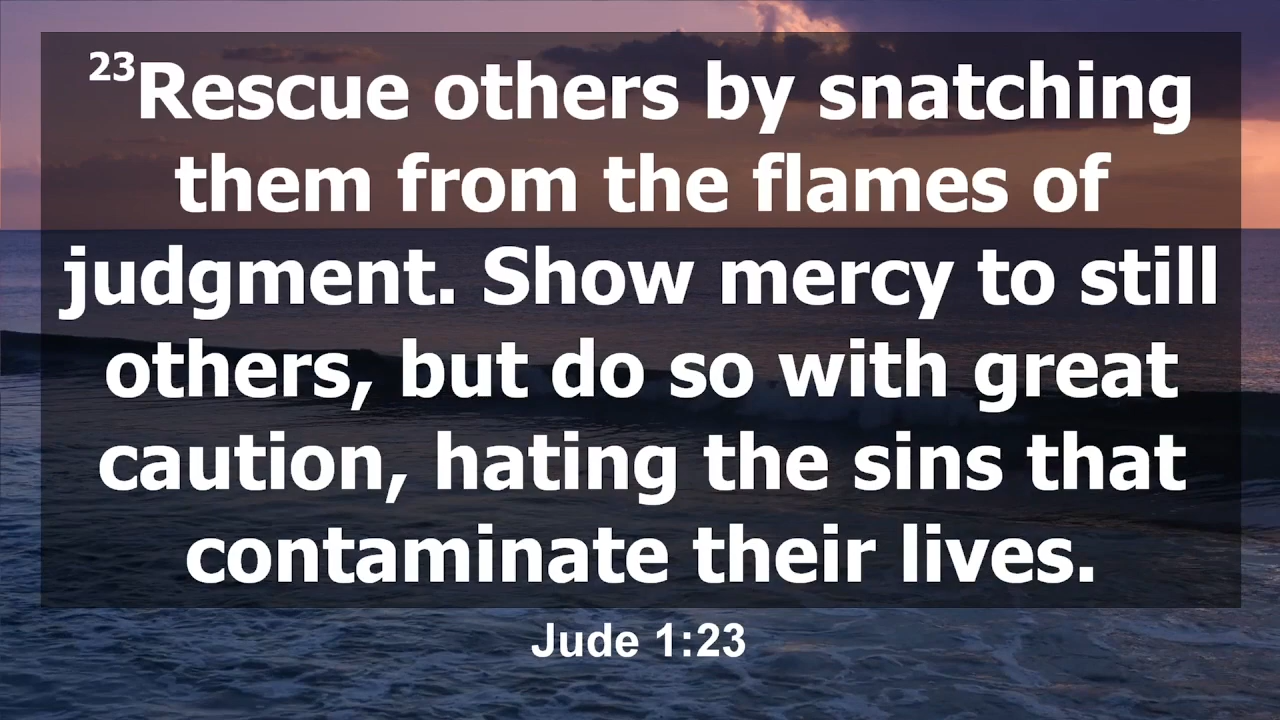 23Rescue others by snatching
them from the flames of
judgment. Show mercy to still
others, but do so with great
caution, hating the sins that
contaminate their lives.
Jude 1:23